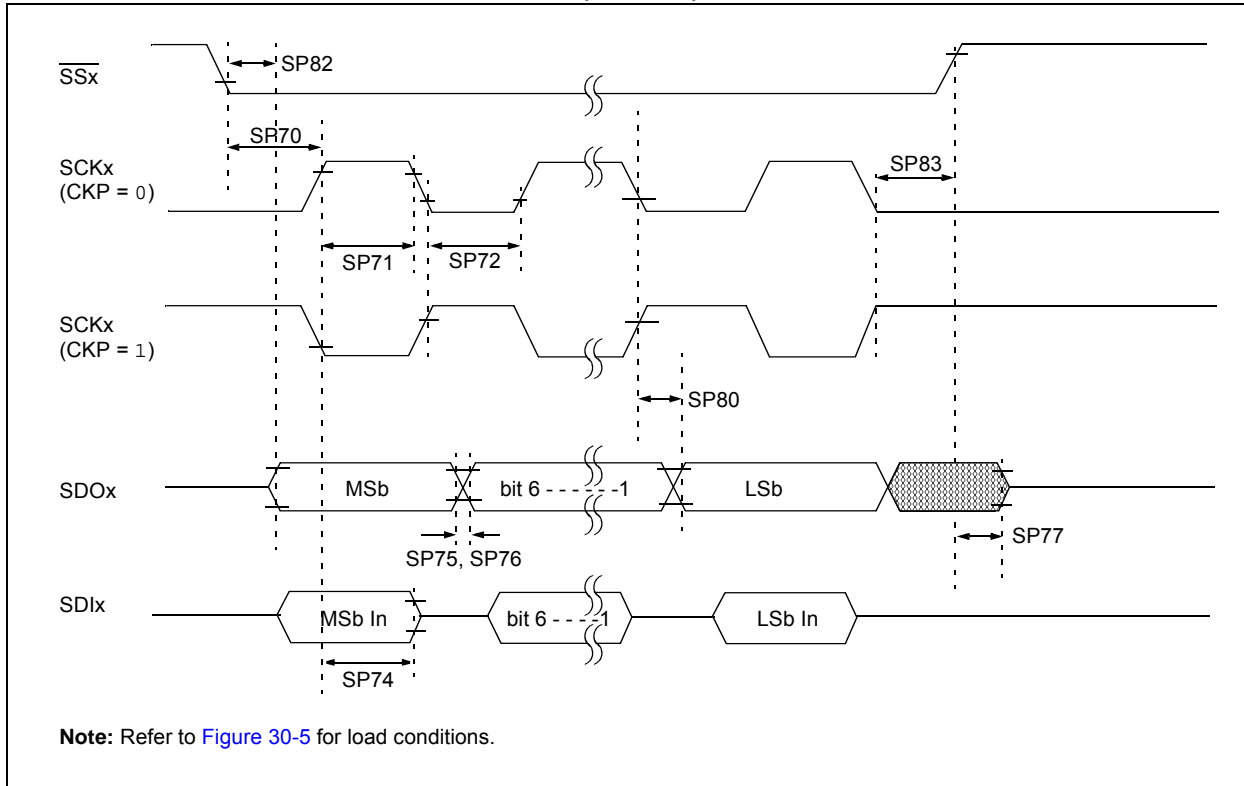 SSx
SP82
SP70
SCKx
(CKP = 0)
SP83
SP71
SP72
SCKx
(CKP = 1)
SP80
SDOx
MSb
bit 6 - - - - - -1
LSb
SP75, SP76
SP77
SDIx
MSb In
bit 6 - - - -1
LSb In
SP74
Note: Refer to Figure 30-5 for load conditions.